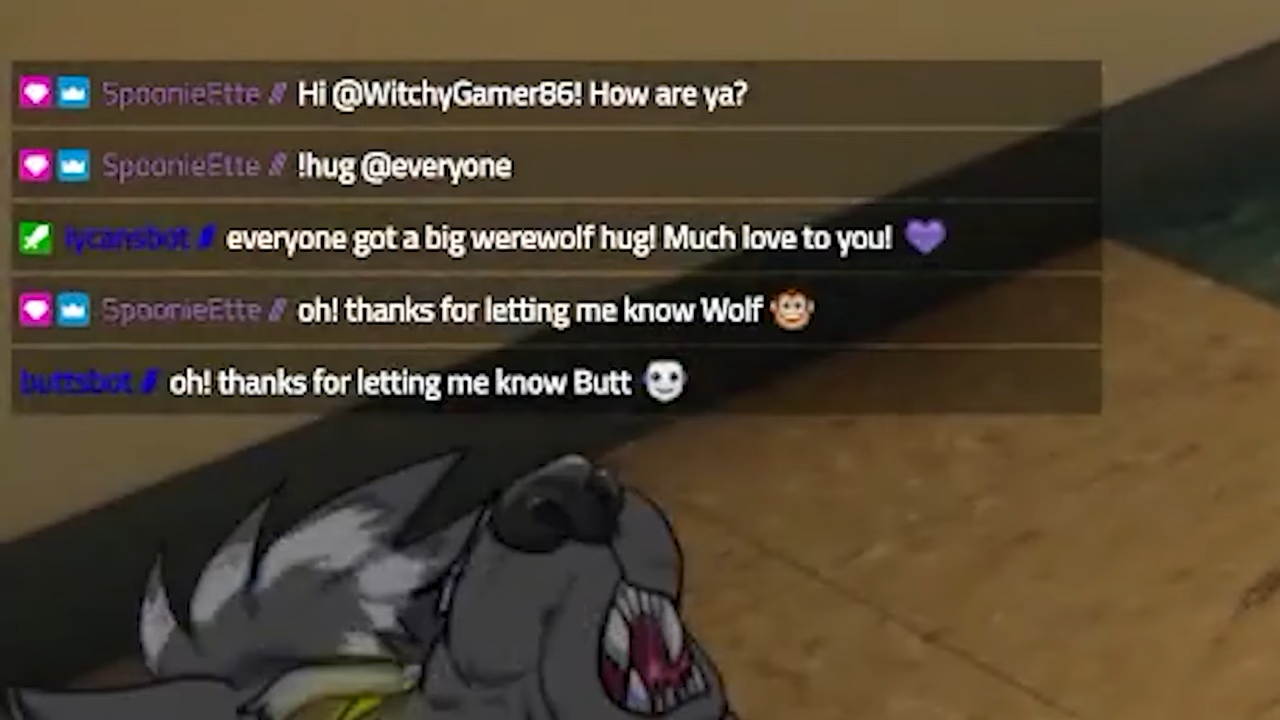 SpoonieEtte // Hi @WitchyGamer86! How are ya?
SpoonieEtte // !hug @everyone
lycansbot // everyone got a big werewolf hug! Much love to you! 💜
SpoonieEtte // oh! thanks for letting me know Wolf 🐵
buttsbot // oh! thanks for letting me know Butt